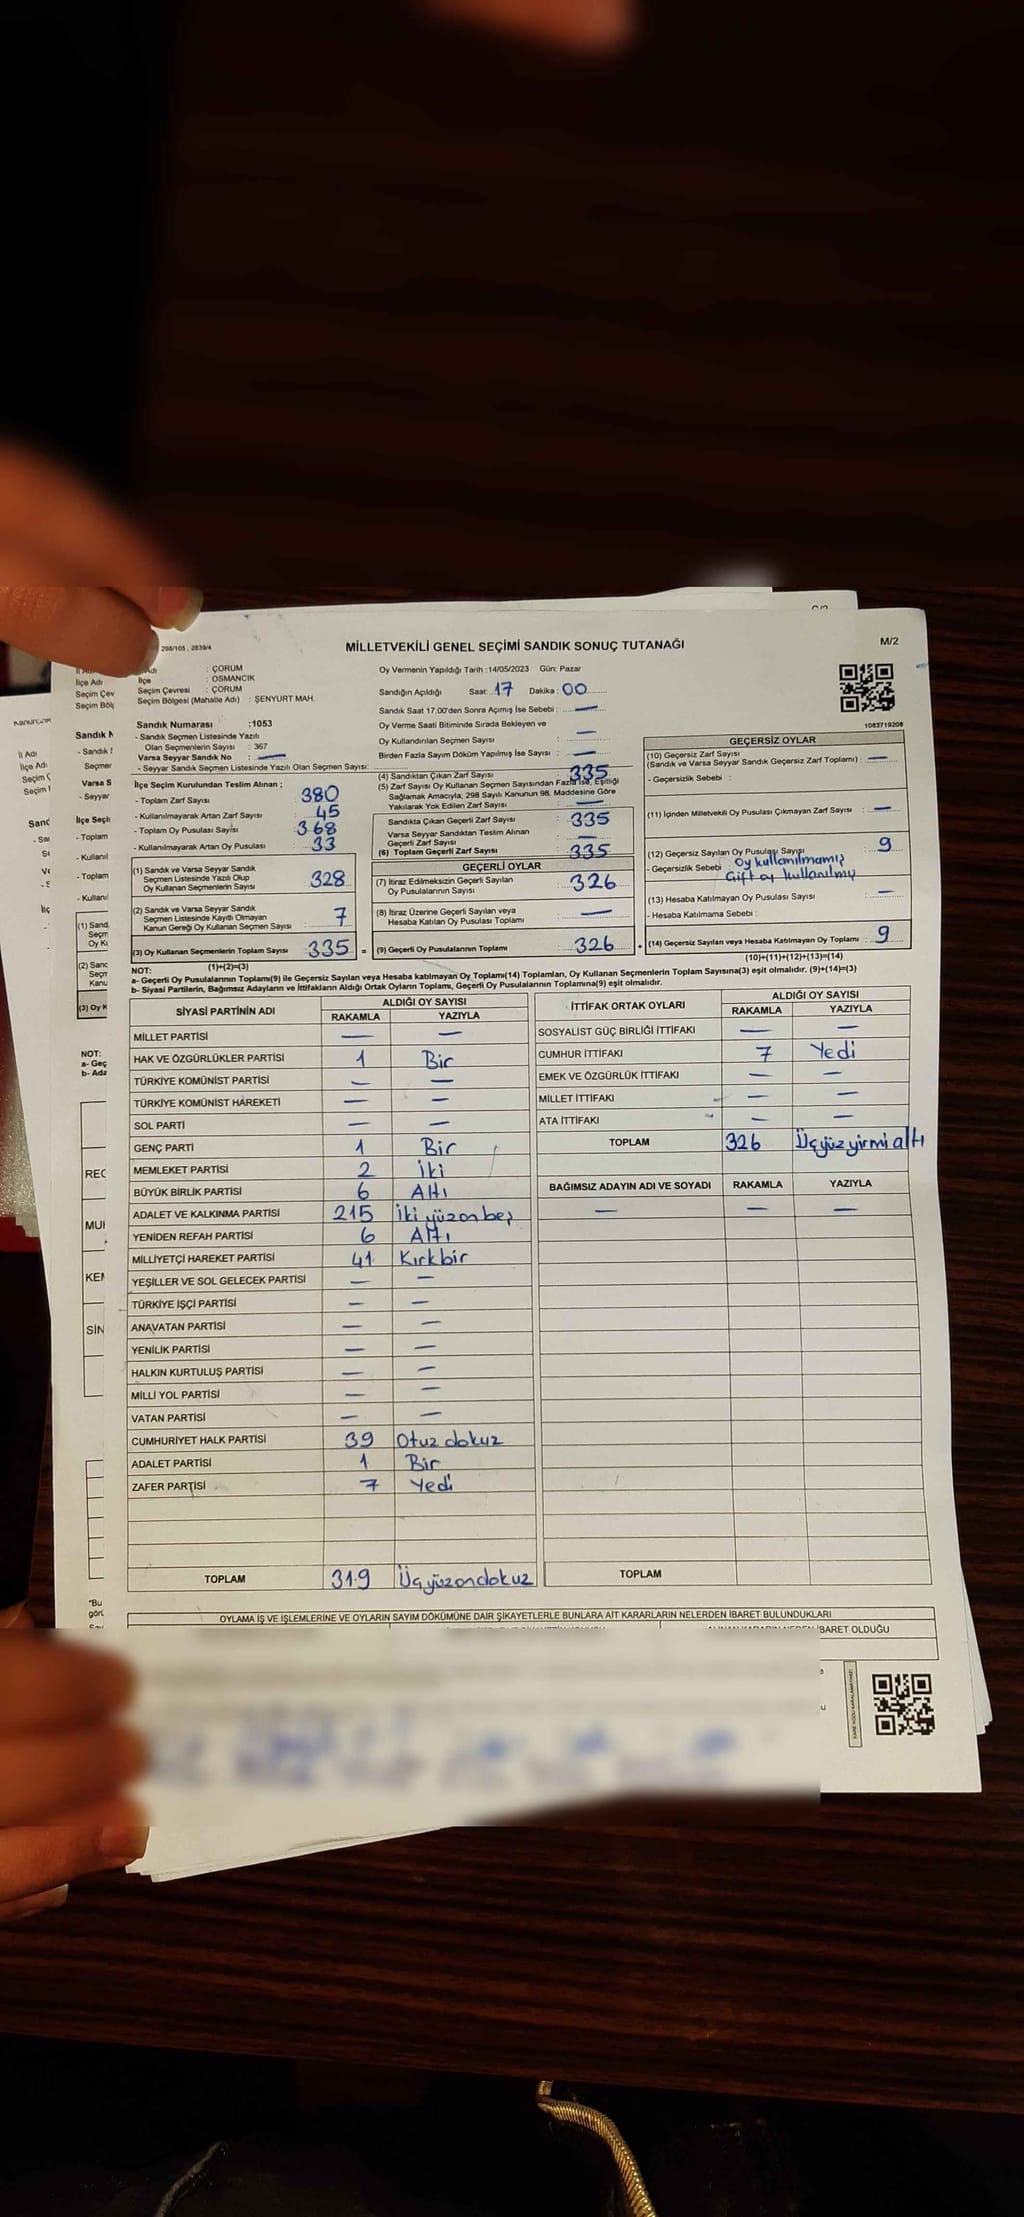 298/105 , 2839/4
MİLLETVEKİLİ GENEL SEÇİMİ SANDIK SONUÇ TUTANAĞI
M/2
: ÇORUM
İlçe : OSMANCIK
Seçim Çevresi : ÇORUM
Seçim Bölgesi (Mahalle Adı) : ŞENYURT MAH.
Sandık Numarası :1053
- Sandık Seçmen Listesinde Yazılı
Olan Seçmenlerin Sayısı : 367
Varsa Seyyar Sandık No : —
- Seyyar Sandık Seçmen Listesinde Yazılı Olan Seçmen Sayısı:
İlçe Seçim Kurulundan Teslim Alınan ;
- Toplam Zarf Sayısı 380
- Kullanılmayarak Artan Zarf Sayısı : 45
- Toplam Oy Pusulası Sayısı 368
- Kullanılmayarak Artan Oy Pusulası : 33
(1) Sandık ve Varsa Seyyar Sandık
Seçmen Listesinde Yazılı Olup
Oy Kullanan Seçmenlerin Sayısı 328
(2) Sandık ve Varsa Seyyar Sandık
Seçmen Listesinde Kayıtlı Olmayan
Kanun Gereği Oy Kullanan Seçmen Sayısı 7
(3) Oy Kullanan Seçmenlerin Toplam Sayısı 335 =
(1)+(2)=(3)
Oy Vermenin Yapıldığı Tarih :14/05/2023 Gün: Pazar
Sandığın Açıldığı Saat: 17 Dakika : 00
Sandık Saat 17:00'den Sonra Açımış İse Sebebi : —
Oy Verme Saati Bitiminde Sırada Bekleyen ve
Oy Kullandırılan Seçmen Sayısı : —
Birden Fazla Sayım Döküm Yapılmış İse Sayısı : —
(4) Sandıktan Çıkan Zarf Sayısı : 335
(5) Zarf Sayısı Oy Kullanan Seçmen Sayısından Fazla İse, Eşitliği
Sağlamak Amacıyla, 298 Sayılı Kanunun 98. Maddesine Göre
Yakılarak Yok Edilen Zarf Sayısı : —
Sandıkta Çıkan Geçerli Zarf Sayısı : 335
Varsa Seyyar Sandıktan Teslim Alınan
Geçerli Zarf Sayısı : —
(6) Toplam Geçerli Zarf Sayısı : 335
GEÇERLİ OYLAR
(7) İtiraz Edilmeksizin Geçerli Sayılan
Oy Pusulalarının Sayısı : 326
(8) İtiraz Üzerine Geçerli Sayılan veya
Hesaba Katılan Oy Pusulası Toplamı : —
(9) Geçerli Oy Pusulalarının Toplamı : 326 +
1083719208
GEÇERSİZ OYLAR
(10) Geçersiz Zarf Sayısı
(Sandık ve Varsa Seyyar Sandık Geçersiz Zarf Toplamı) : —
- Geçersizlik Sebebi :
(11) İçinden Milletvekili Oy Pusulası Çıkmayan Zarf Sayısı : —
(12) Geçersiz Sayılan Oy Pusulası Sayısı : 9
- Geçersizlik Sebebi : Oy kullanılmamış
Çift oy kullanılmış
(13) Hesaba Katılmayan Oy Pusulası Sayısı : —
- Hesaba Katılmama Sebebi :
(14) Geçersiz Sayılan veya Hesaba Katılmayan Oy Toplamı : 9
(10)+(11)+(12)+(13)=(14)
NOT:
a- Geçerli Oy Pusulalarının Toplamı(9) ile Geçersiz Sayılan veya Hesaba katılmayan Oy Toplamı(14) Toplamları, Oy Kullanan Seçmenlerin Toplam Sayısına(3) eşit olmalıdır. (9)+(14)=(3)
b- Siyasi Partilerin, Bağımsız Adayların ve İttifakların Aldığı Ortak Oyların Toplamı, Geçerli Oy Pusulalarının Toplamına(9) eşit olmalıdır.
SİYASİ PARTİNİN ADI ALDIĞI OY SAYISI
RAKAMLA YAZIYLA
MİLLET PARTİSİ — —
HAK VE ÖZGÜRLÜKLER PARTİSİ 1 Bir
TÜRKİYE KOMÜNİST PARTİSİ — —
TÜRKİYE KOMÜNİST HAREKETİ — —
SOL PARTİ — —
GENÇ PARTİ 1 Bir
MEMLEKET PARTİSİ 2 İki
BÜYÜK BİRLİK PARTİSİ 6 Altı
ADALET VE KALKINMA PARTİSİ 215 İki yüzonbeş
YENİDEN REFAH PARTİSİ 6 Altı
MİLLİYETÇİ HAREKET PARTİSİ 41 Kırkbir
YEŞİLLER VE SOL GELECEK PARTİSİ — —
TÜRKİYE İŞÇİ PARTİSİ — —
ANAVATAN PARTİSİ — —
YENİLİK PARTİSİ — —
HALKIN KURTULUŞ PARTİSİ — —
MİLLİ YOL PARTİSİ — —
VATAN PARTİSİ — —
CUMHURİYET HALK PARTİSİ 39 Otuz dokuz
ADALET PARTİSİ 1 Bir
ZAFER PARTİSİ 7 Yedi
TOPLAM 319 Üçyüzondokuz
İTTİFAK ORTAK OYLARI ALDIĞI OY SAYISI
RAKAMLA YAZIYLA
SOSYALİST GÜÇ BİRLİĞİ İTTİFAKI — —
CUMHUR İTTİFAKI 7 Yedi
EMEK VE ÖZGÜRLÜK İTTİFAKI — —
MİLLET İTTİFAKI — —
ATA İTTİFAKI — —
TOPLAM 326 Üçyüzyirmialtı
BAĞIMSIZ ADAYIN ADI VE SOYADI RAKAMLA YAZIYLA
— — —
TOPLAM
OYLAMA İŞ VE İŞLEMLERİNE VE OYLARIN SAYIM DÖKÜMÜNE DAİR ŞİKAYETLERLE BUNLARA AİT KARARLARIN NELERDEN İBARET BULUNDUKLARI
OLDUĞU